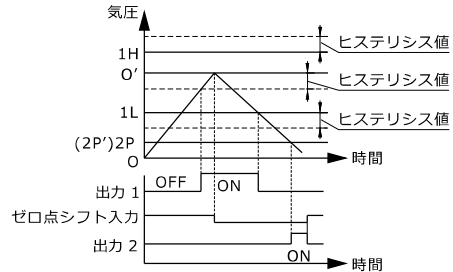 気圧
ヒステリシス値
1H
O'
ヒステリシス値
1L
ヒステリシス値
(2P')2P
O
時間
OFF
出力 1
ON
ゼロ点シフト入力
出力 2
ON
時間